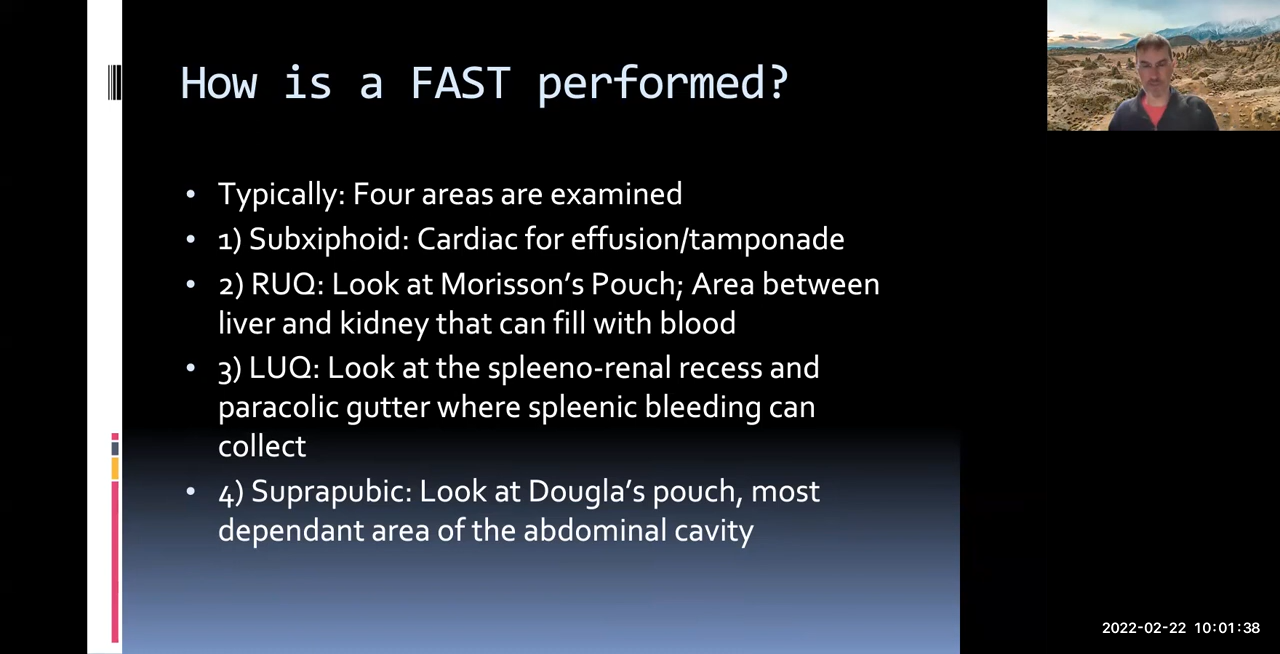 How is a FAST performed?
• Typically: Four areas are examined
• 1) Subxiphoid: Cardiac for effusion/tamponade
• 2) RUQ: Look at Morisson’s Pouch; Area between
liver and kidney that can fill with blood
• 3) LUQ: Look at the spleeno-renal recess and
paracolic gutter where spleenic bleeding can
collect
• 4) Suprapubic: Look at Dougla’s pouch, most
dependant area of the abdominal cavity
2022-02-22 10:01:38